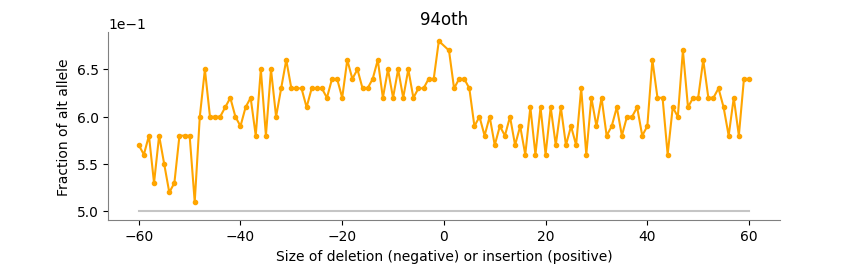 94oth
1e−1
6.5
6.0
5.5
5.0
Fraction of alt allele
−60
−40
−20
0
20
40
60
Size of deletion (negative) or insertion (positive)